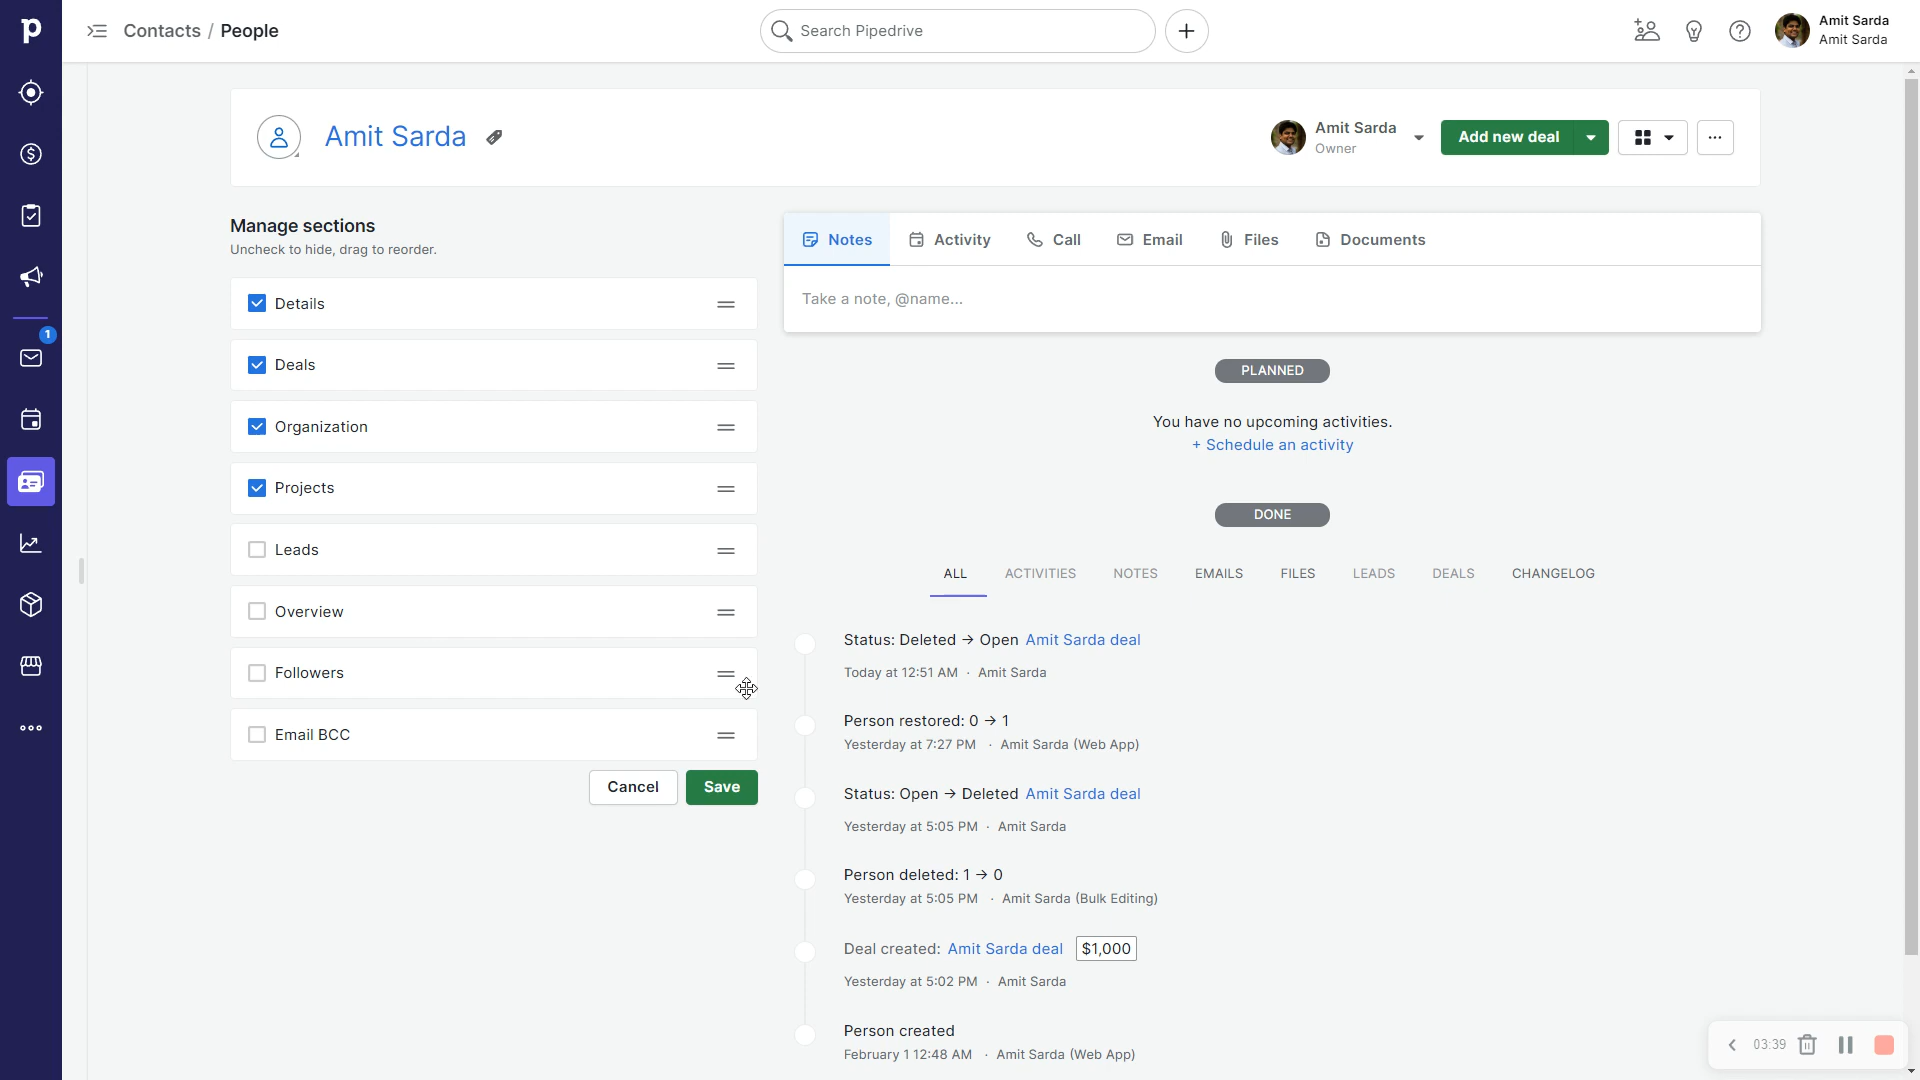 p
Contacts / People
Search Pipedrive
Amit Sarda
Amit Sarda
Amit Sarda
Amit Sarda
Owner
Add new deal
Manage sections
Uncheck to hide, drag to reorder.
Details
Deals
Organization
Projects
Leads
Overview
Followers
Email BCC
Cancel
Save
1
Notes
Activity
Call
Email
Files
Documents
Take a note, @name...
PLANNED
You have no upcoming activities.
+ Schedule an activity
DONE
ALL
ACTIVITIES
NOTES
EMAILS
FILES
LEADS
DEALS
CHANGELOG
Status: Deleted → Open Amit Sarda deal
Today at 12:51 AM · Amit Sarda
Person restored: 0 → 1
Yesterday at 7:27 PM · Amit Sarda (Web App)
Status: Open → Deleted Amit Sarda deal
Yesterday at 5:05 PM · Amit Sarda
Person deleted: 1 → 0
Yesterday at 5:05 PM · Amit Sarda (Bulk Editing)
Deal created: Amit Sarda deal $1,000
Yesterday at 5:02 PM · Amit Sarda
Person created
February 1 12:48 AM · Amit Sarda (Web App)
03:39